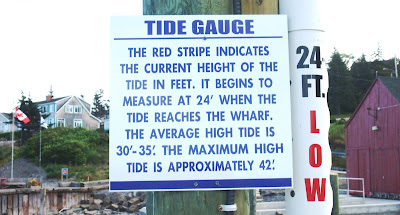 TIDE GAUGE
THE RED STRIPE INDICATES
THE CURRENT HEIGHT OF THE
TIDE IN FEET. IT BEGINS TO
MEASURE AT 24' WHEN THE
TIDE REACHES THE WHARF.
THE AVERAGE HIGH TIDE IS
30'-35'. THE MAXIMUM HIGH
TIDE IS APPROXIMATELY 42'.
24
FT.
LOW